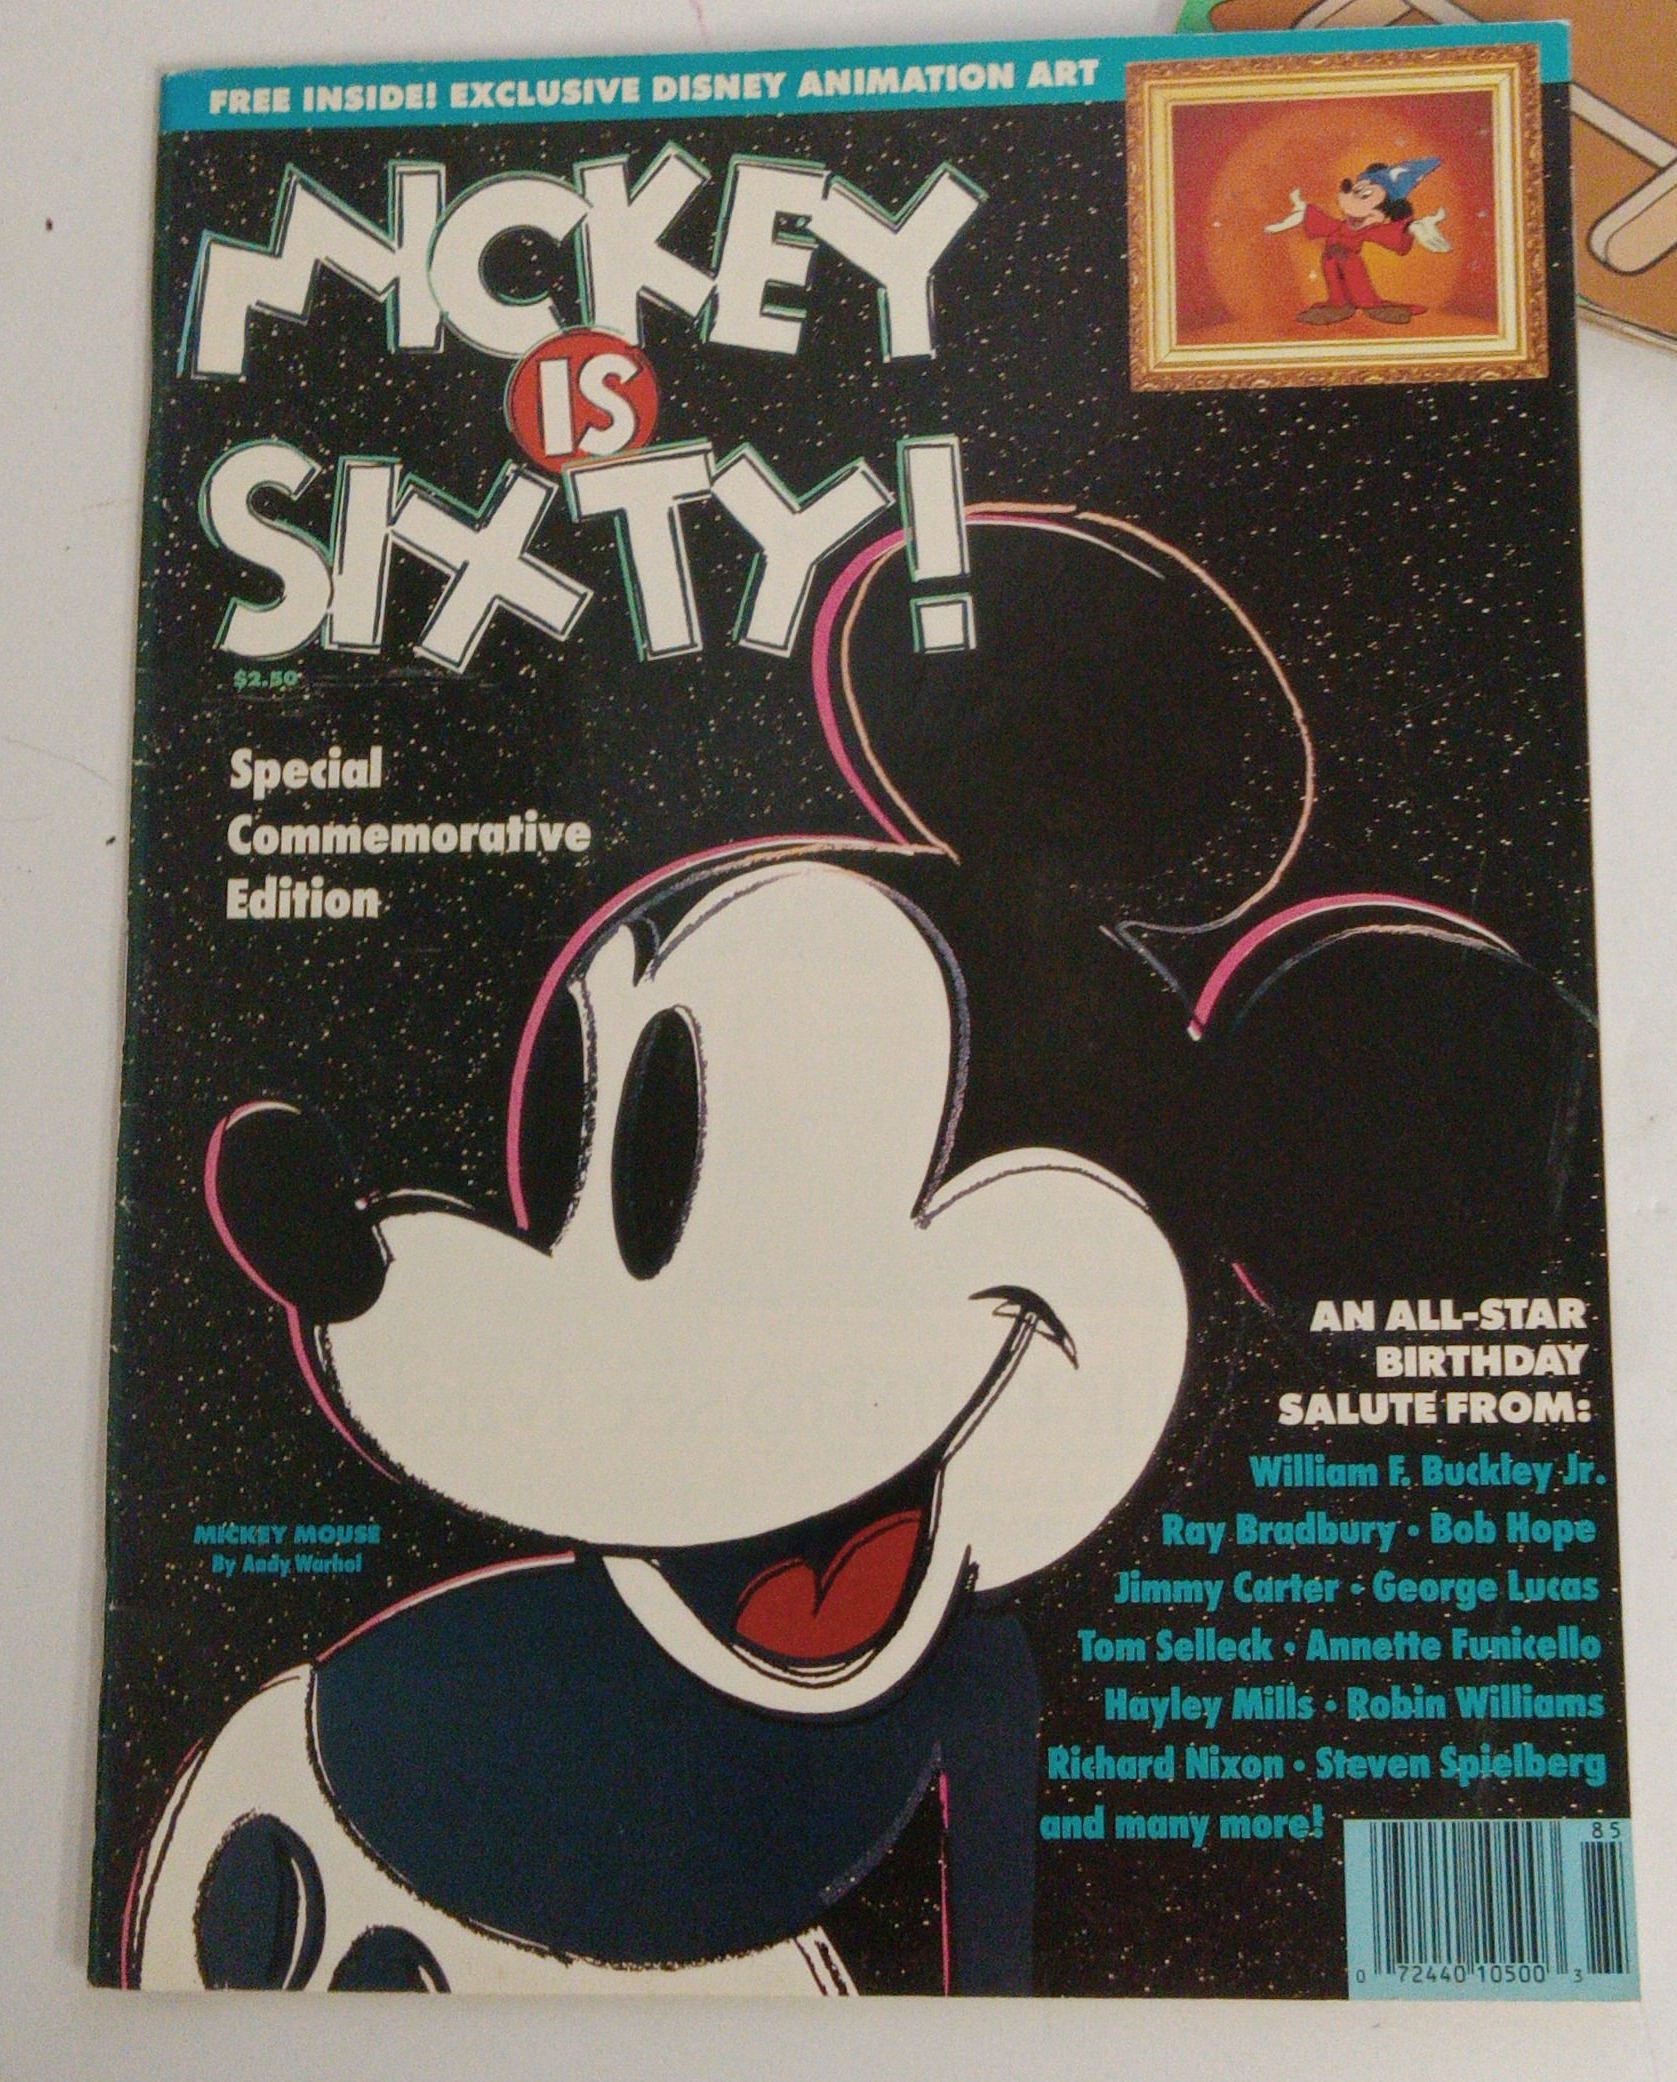 FREE INSIDE! EXCLUSIVE DISNEY ANIMATION ART
MICKEY
IS
SIXTY!
$2.50
Special
Commemorative
Edition
AN ALL-STAR
BIRTHDAY
SALUTE FROM:
William F. Buckley Jr.
Ray Bradbury • Bob Hope
Jimmy Carter • George Lucas
Tom Selleck • Annette Funicello
Hayley Mills • Robin Williams
Richard Nixon • Steven Spielberg
and many more!
MICKEY MOUSE
By Andy Warhol
85
0 72440 10500 3